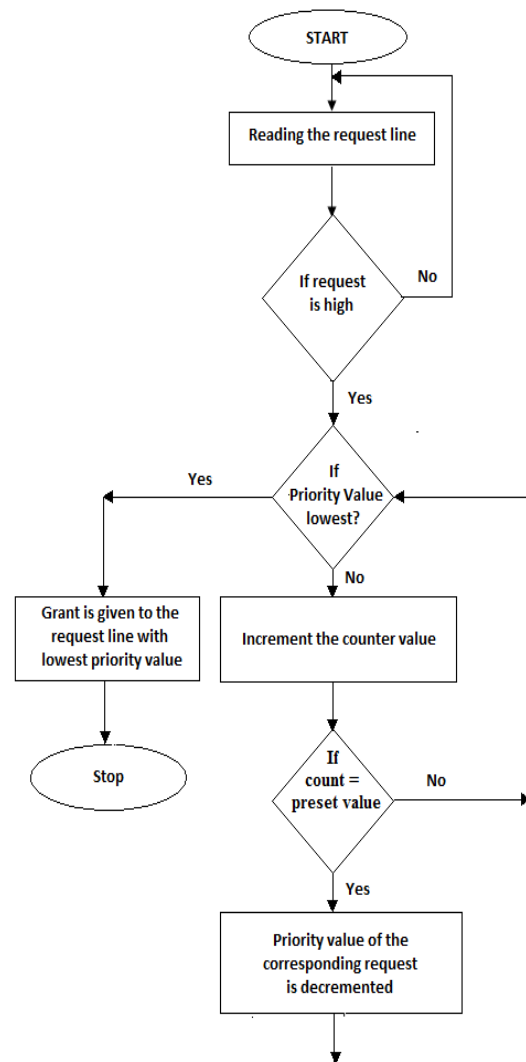 START
Reading the request line
If request
is high
No
Yes
If
Priority Value
lowest?
Yes
No
Grant is given to the
request line with
lowest priority value
Increment the counter value
Stop
If
count =
preset value
No
Yes
Priority value of the
corresponding request
is decremented